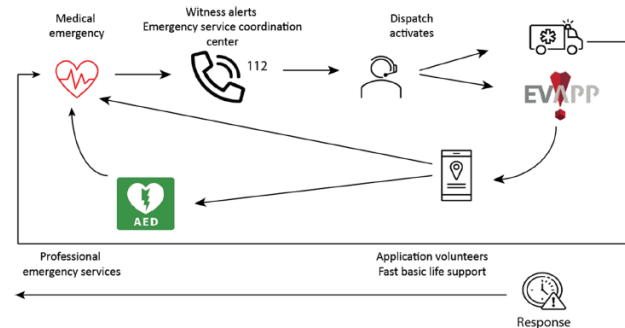 Medical
emergency
Witness alerts
Emergency service coordination
center
112
Dispatch
activates
EVAPP
AED
Professional
emergency services
Application volunteers
Fast basic life support
Response